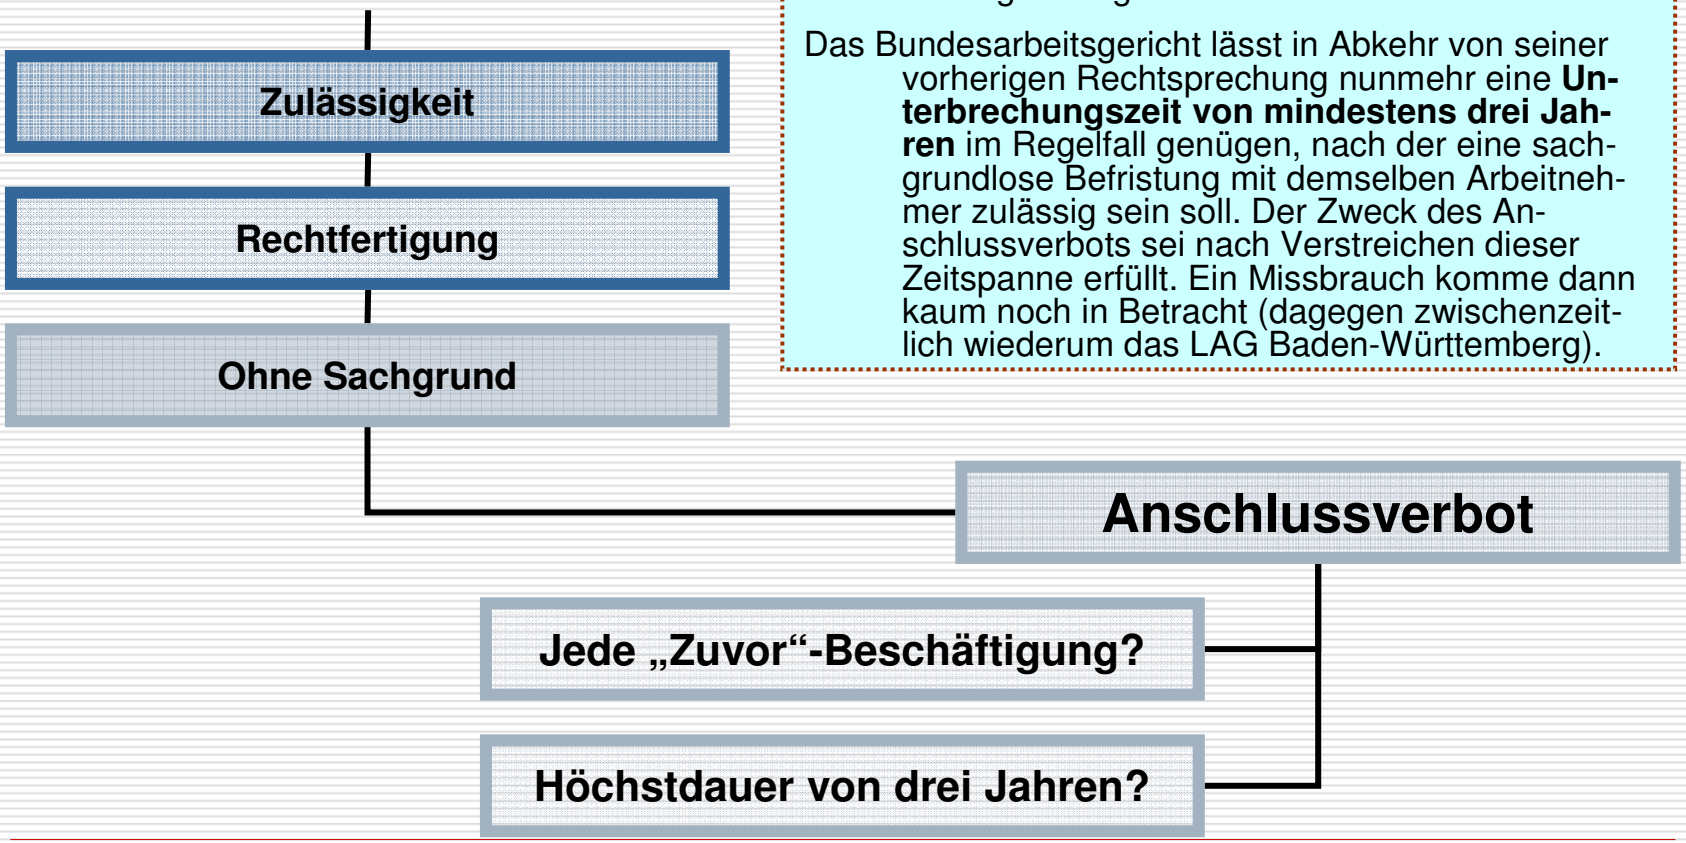 Das Bundesarbeitsgericht lässt in Abkehr von seiner
vorherigen Rechtsprechung nunmehr eine Un-
terbrechungszeit von mindestens drei Jah-
ren im Regelfall genügen, nach der eine sach-
grundlose Befristung mit demselben Arbeitneh-
mer zulässig sein soll. Der Zweck des An-
schlussverbots sei nach Verstreichen dieser
Zeitspanne erfüllt. Ein Missbrauch komme dann
kaum noch in Betracht (dagegen zwischenzeit-
lich wiederum das LAG Baden-Württemberg).
Zulässigkeit
Rechtfertigung
Ohne Sachgrund
Anschlussverbot
Jede „Zuvor“-Beschäftigung?
Höchstdauer von drei Jahren?